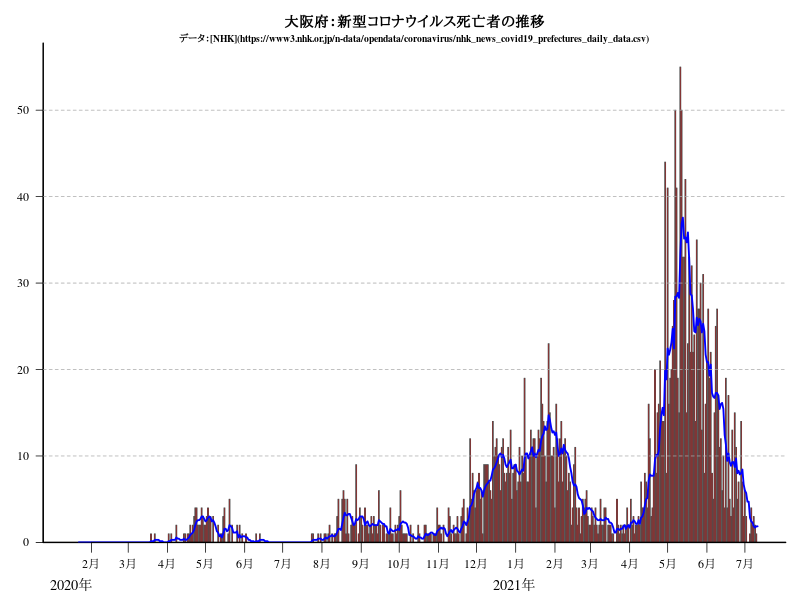 大阪府：新型コロナウイルス死亡者の推移
データ：[NHK](https://www3.nhk.or.jp/n-data/opendata/coronavirus/nhk_news_covid19_prefectures_daily_data.csv)
50
40
30
20
10
0
2月 3月 4月 5月 6月 7月 8月 9月 10月 11月 12月 1月 2月 3月 4月 5月 6月 7月
2020年 2021年